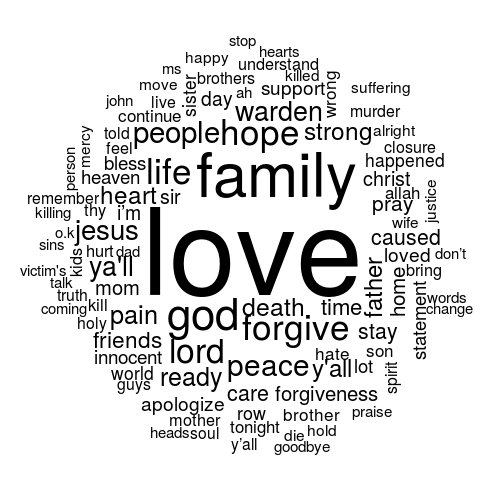 stop
happy hearts
ms brothers understand
move sister ah killed wrong suffering
john live day support
continue warden murder
told people hope strong alright
mercy feel closure
person bless life family happened
heaven christ allah justice
remember heart sir pray
killing thy i'm wife
o.k jesus love caused
sins kids hurt dad loved don't
victim's ya'll father home bring
talk mom
truth god death time statement words
coming kill pain forgive change
holy friends stay
innocent lord hate son
world peace y'all lot spirit
guys ready
care forgiveness
apologize row brother praise
mother tonight hold
heads soul die
y'all goodbye